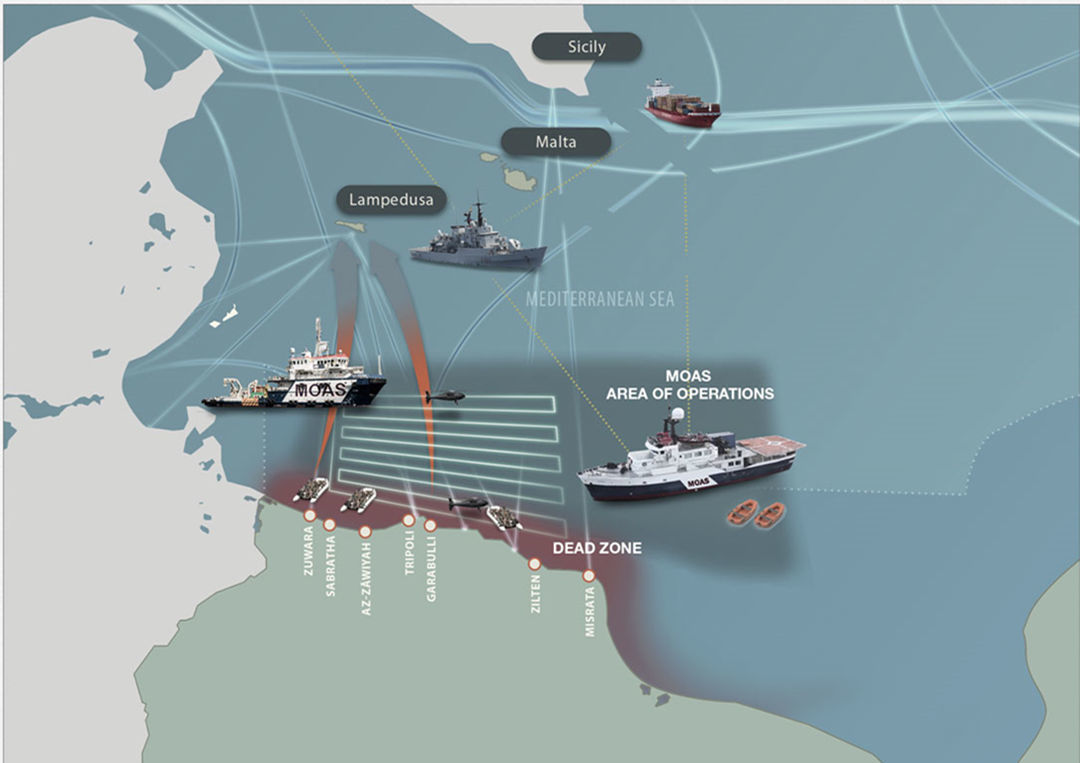 Sicily
Malta
Lampedusa
MEDITERRANEAN SEA
MOAS
AREA OF OPERATIONS
MOAS
MOAS
DEAD ZONE
ZUWARA
SABRATHA
AZ-ZĀWIYAH
TRIPOLI
GARABULLI
ZILTEN
MISRATA